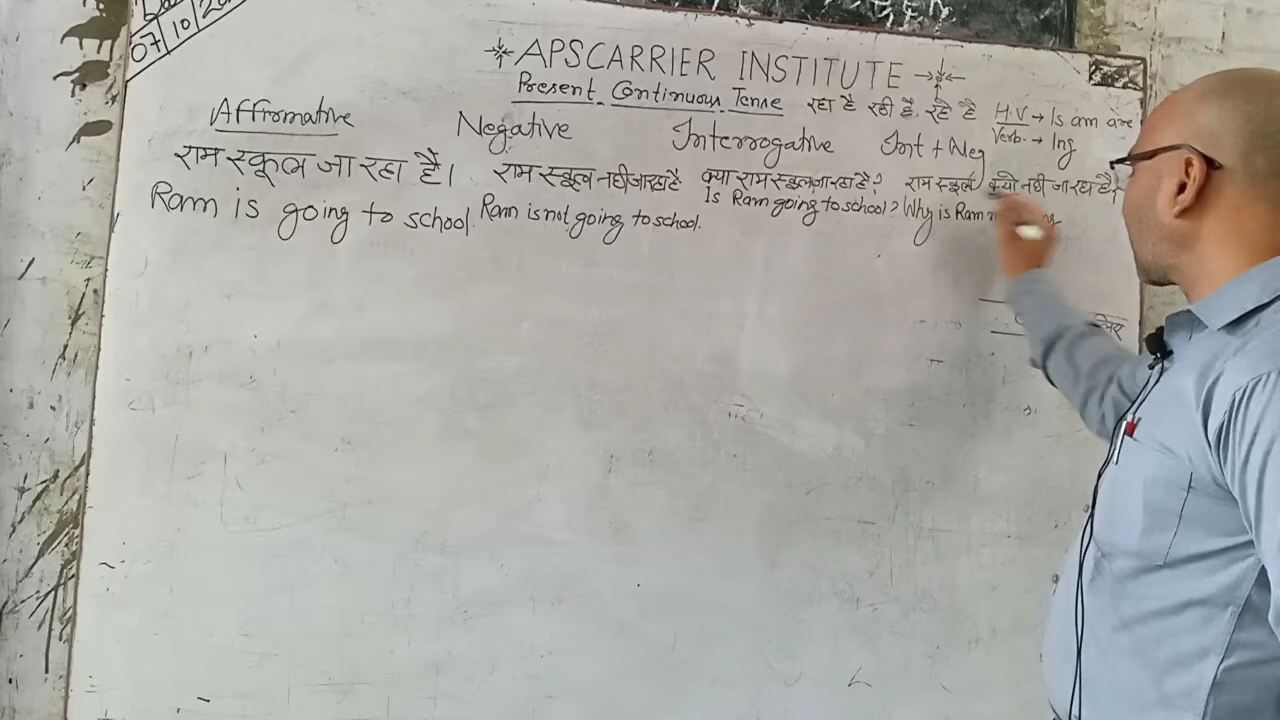 07/10/20
APSCARRIER INSTITUTE
Present Continuous Tense रहा है रही है, रहे है H.V → Is am are
Verb. → Ing
Affirmative Negative Interrogative Int + Neg
राम स्कूल जा रहा है। राम स्कूल नही जा रहा है क्या राम स्कूल जा रहा है? राम स्कूल क्यो नही जा रहा है?
Ram is going to school. Ram is not going to school. Is Ram going to school? Why is Ram